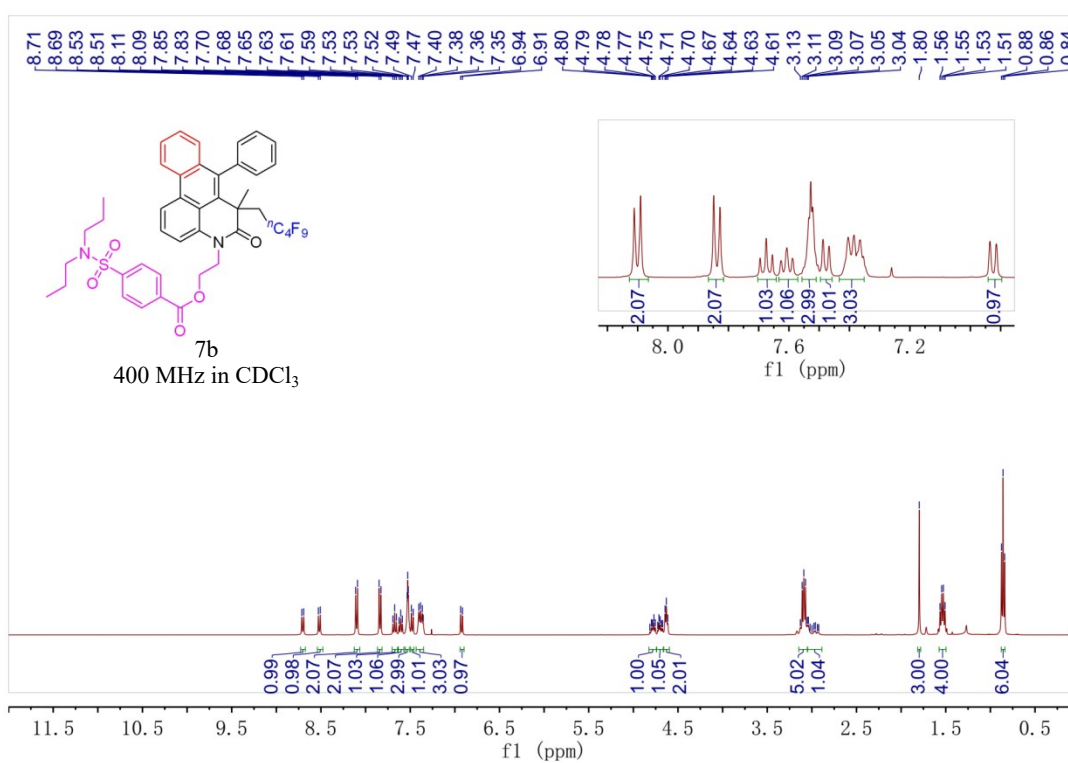 8.71 8.69 8.53 8.51 8.11 8.09 7.85 7.83 7.70 7.68 7.65 7.63 7.61 7.59 7.53 7.53 7.52 7.49 7.47 7.40 7.38 7.36 7.35 6.94 6.91 4.80 4.79 4.78 4.77 4.75 4.71 4.70 4.67 4.64 4.63 4.61 3.13 3.11 3.09 3.07 3.05 3.04 1.80 1.56 1.55 1.53 1.51 0.88 0.86 0.84
ⁿC₄F₉
N
O
N
O
S
O
O
O
7b
400 MHz in CDCl₃
2.07 2.07 1.03 1.06 2.99 1.01 3.03 0.97
8.0 7.6 7.2
f1 (ppm)
0.99 0.98 2.07 2.07 1.03 1.06 2.99 1.01 3.03 0.97 1.00 1.05 2.01 5.02 1.04 3.00 4.00 6.04
11.5 10.5 9.5 8.5 7.5 6.5 5.5 4.5 3.5 2.5 1.5 0.5
f1 (ppm)